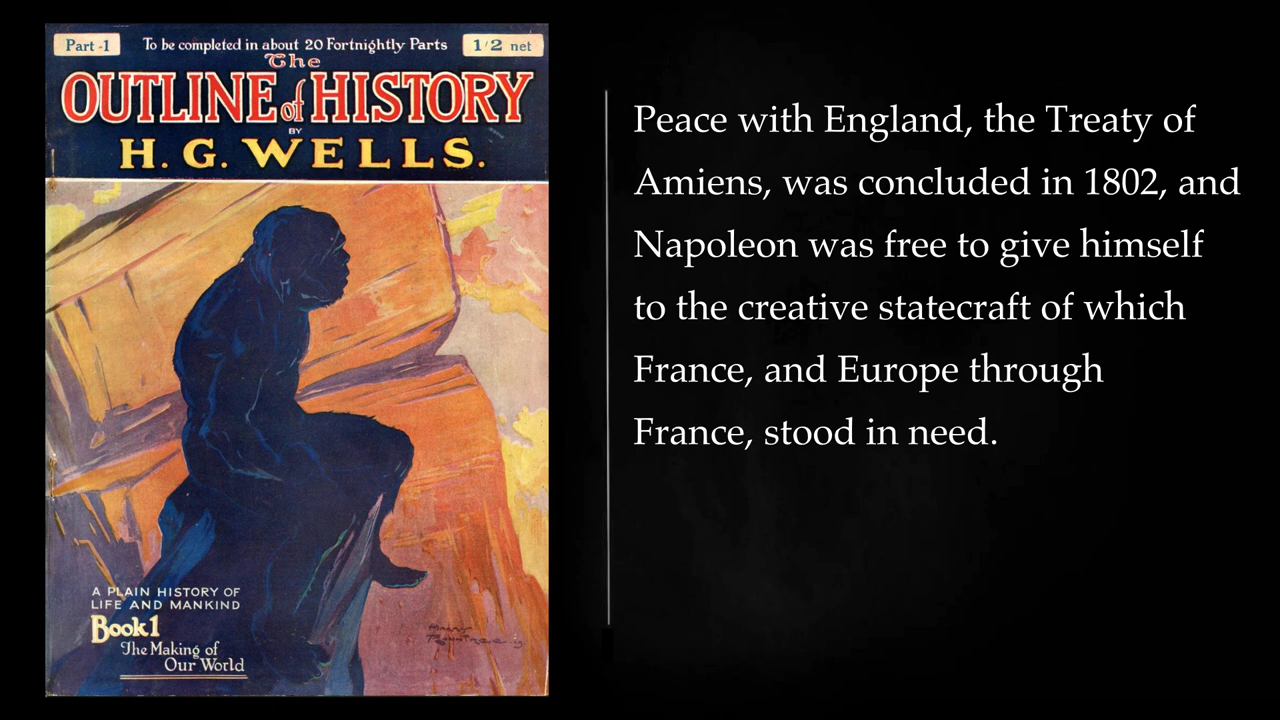 Part -1
To be completed in about 20 Fortnightly Parts
1/2 net
The
OUTLINE of HISTORY
BY
H. G. WELLS.
A PLAIN HISTORY OF
LIFE AND MANKIND
Book 1
The Making of
Our World
Peace with England, the Treaty of
Amiens, was concluded in 1802, and
Napoleon was free to give himself
to the creative statecraft of which
France, and Europe through
France, stood in need.